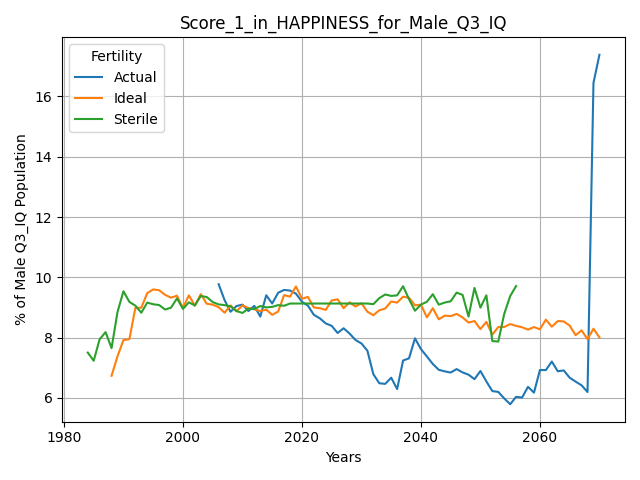 Score_1_in_HAPPINESS_for_Male_Q3_IQ
Fertility
Actual
Ideal
Sterile
% of Male Q3_IQ Population
16
14
12
10
8
6
1980
2000
2020
2040
2060
Years